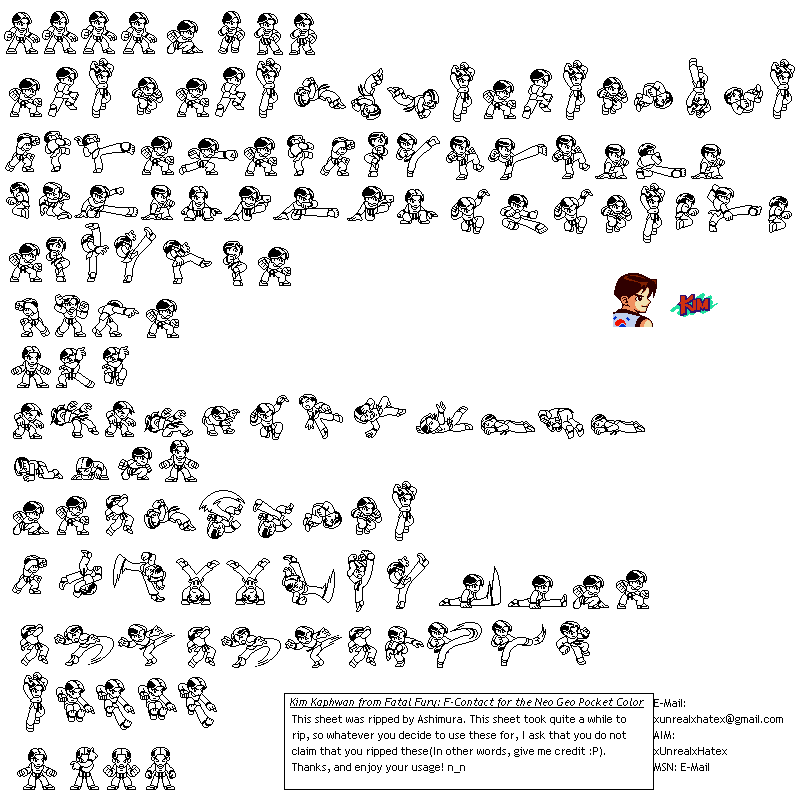 KIM
Kim Kaphwan from Fatal Fury: F-Contact for the Neo Geo Pocket Color
This sheet was ripped by Ashimura. This sheet took quite a while to
rip, so whatever you decide to use these for, I ask that you do not
claim that you ripped these(In other words, give me credit :P).
Thanks, and enjoy your usage! n_n
E-Mail:
xunrealxhatex@gmail.com
AIM:
xUnrealxHatex
MSN: E-Mail